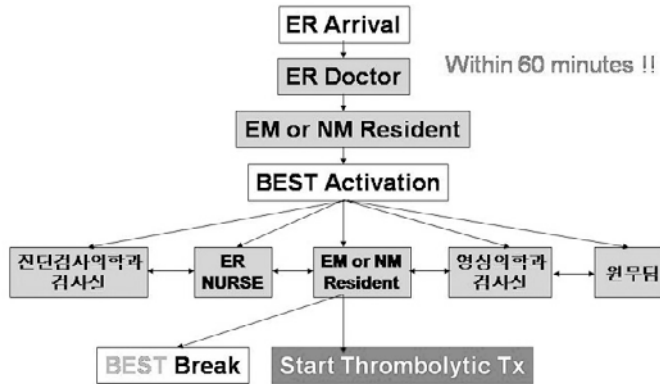 ER Arrival
Within 60 minutes !!
ER Doctor
EM or NM Resident
BEST Activation
진단검사의학과
검사실
ER
NURSE
EM or NM
Resident
영상의학과
검사실
원무팀
BEST Break
Start Thrombolytic Tx